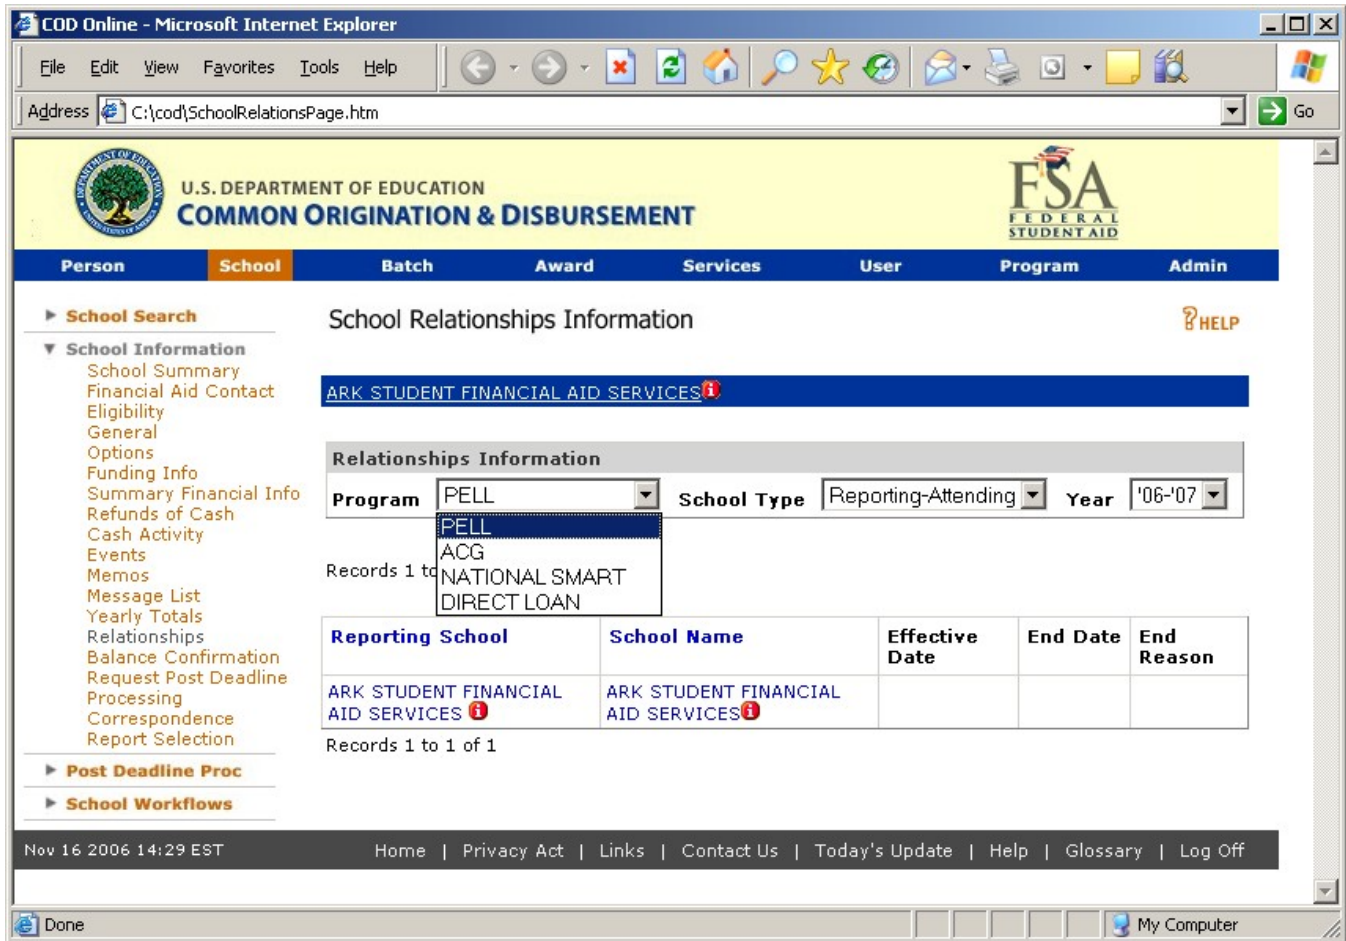 COD Online - Microsoft Internet Explorer
File Edit View Favorites Tools Help
Address C:\cod\SchoolRelationsPage.htm Go
U.S. DEPARTMENT OF EDUCATION
COMMON ORIGINATION & DISBURSEMENT
FSA
FEDERAL
STUDENT AID
Person School Batch Award Services User Program Admin
School Search
School Information
School Summary
Financial Aid Contact
Eligibility
General
Options
Funding Info
Summary Financial Info
Refunds of Cash
Cash Activity
Events
Memos
Message List
Yearly Totals
Relationships
Balance Confirmation
Request Post Deadline
Processing
Correspondence
Report Selection
Post Deadline Proc
School Workflows
School Relationships Information
?HELP
ARK STUDENT FINANCIAL AID SERVICES
Relationships Information
Program PELL School Type Reporting-Attending Year '06-'07
PELL
ACG
NATIONAL SMART
DIRECT LOAN
Records 1 to
Reporting School School Name Effective Date End Date End Reason
ARK STUDENT FINANCIAL AID SERVICES ARK STUDENT FINANCIAL AID SERVICES
Records 1 to 1 of 1
Nov 16 2006 14:29 EST Home | Privacy Act | Links | Contact Us | Today's Update | Help | Glossary | Log Off
Done My Computer